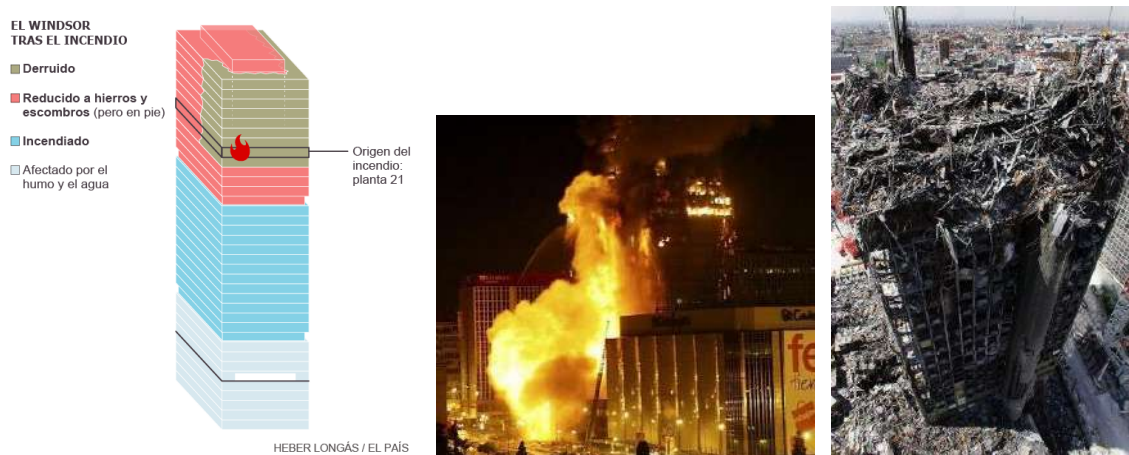 EL WINDSOR
TRAS EL INCENDIO
Derruido
Reducido a hierros y
escombros (pero en pie)
Incendiado
Afectado por el
humo y el agua
Origen del
incendio:
planta 21
HEBER LONGÁS / EL PAÍS
fe